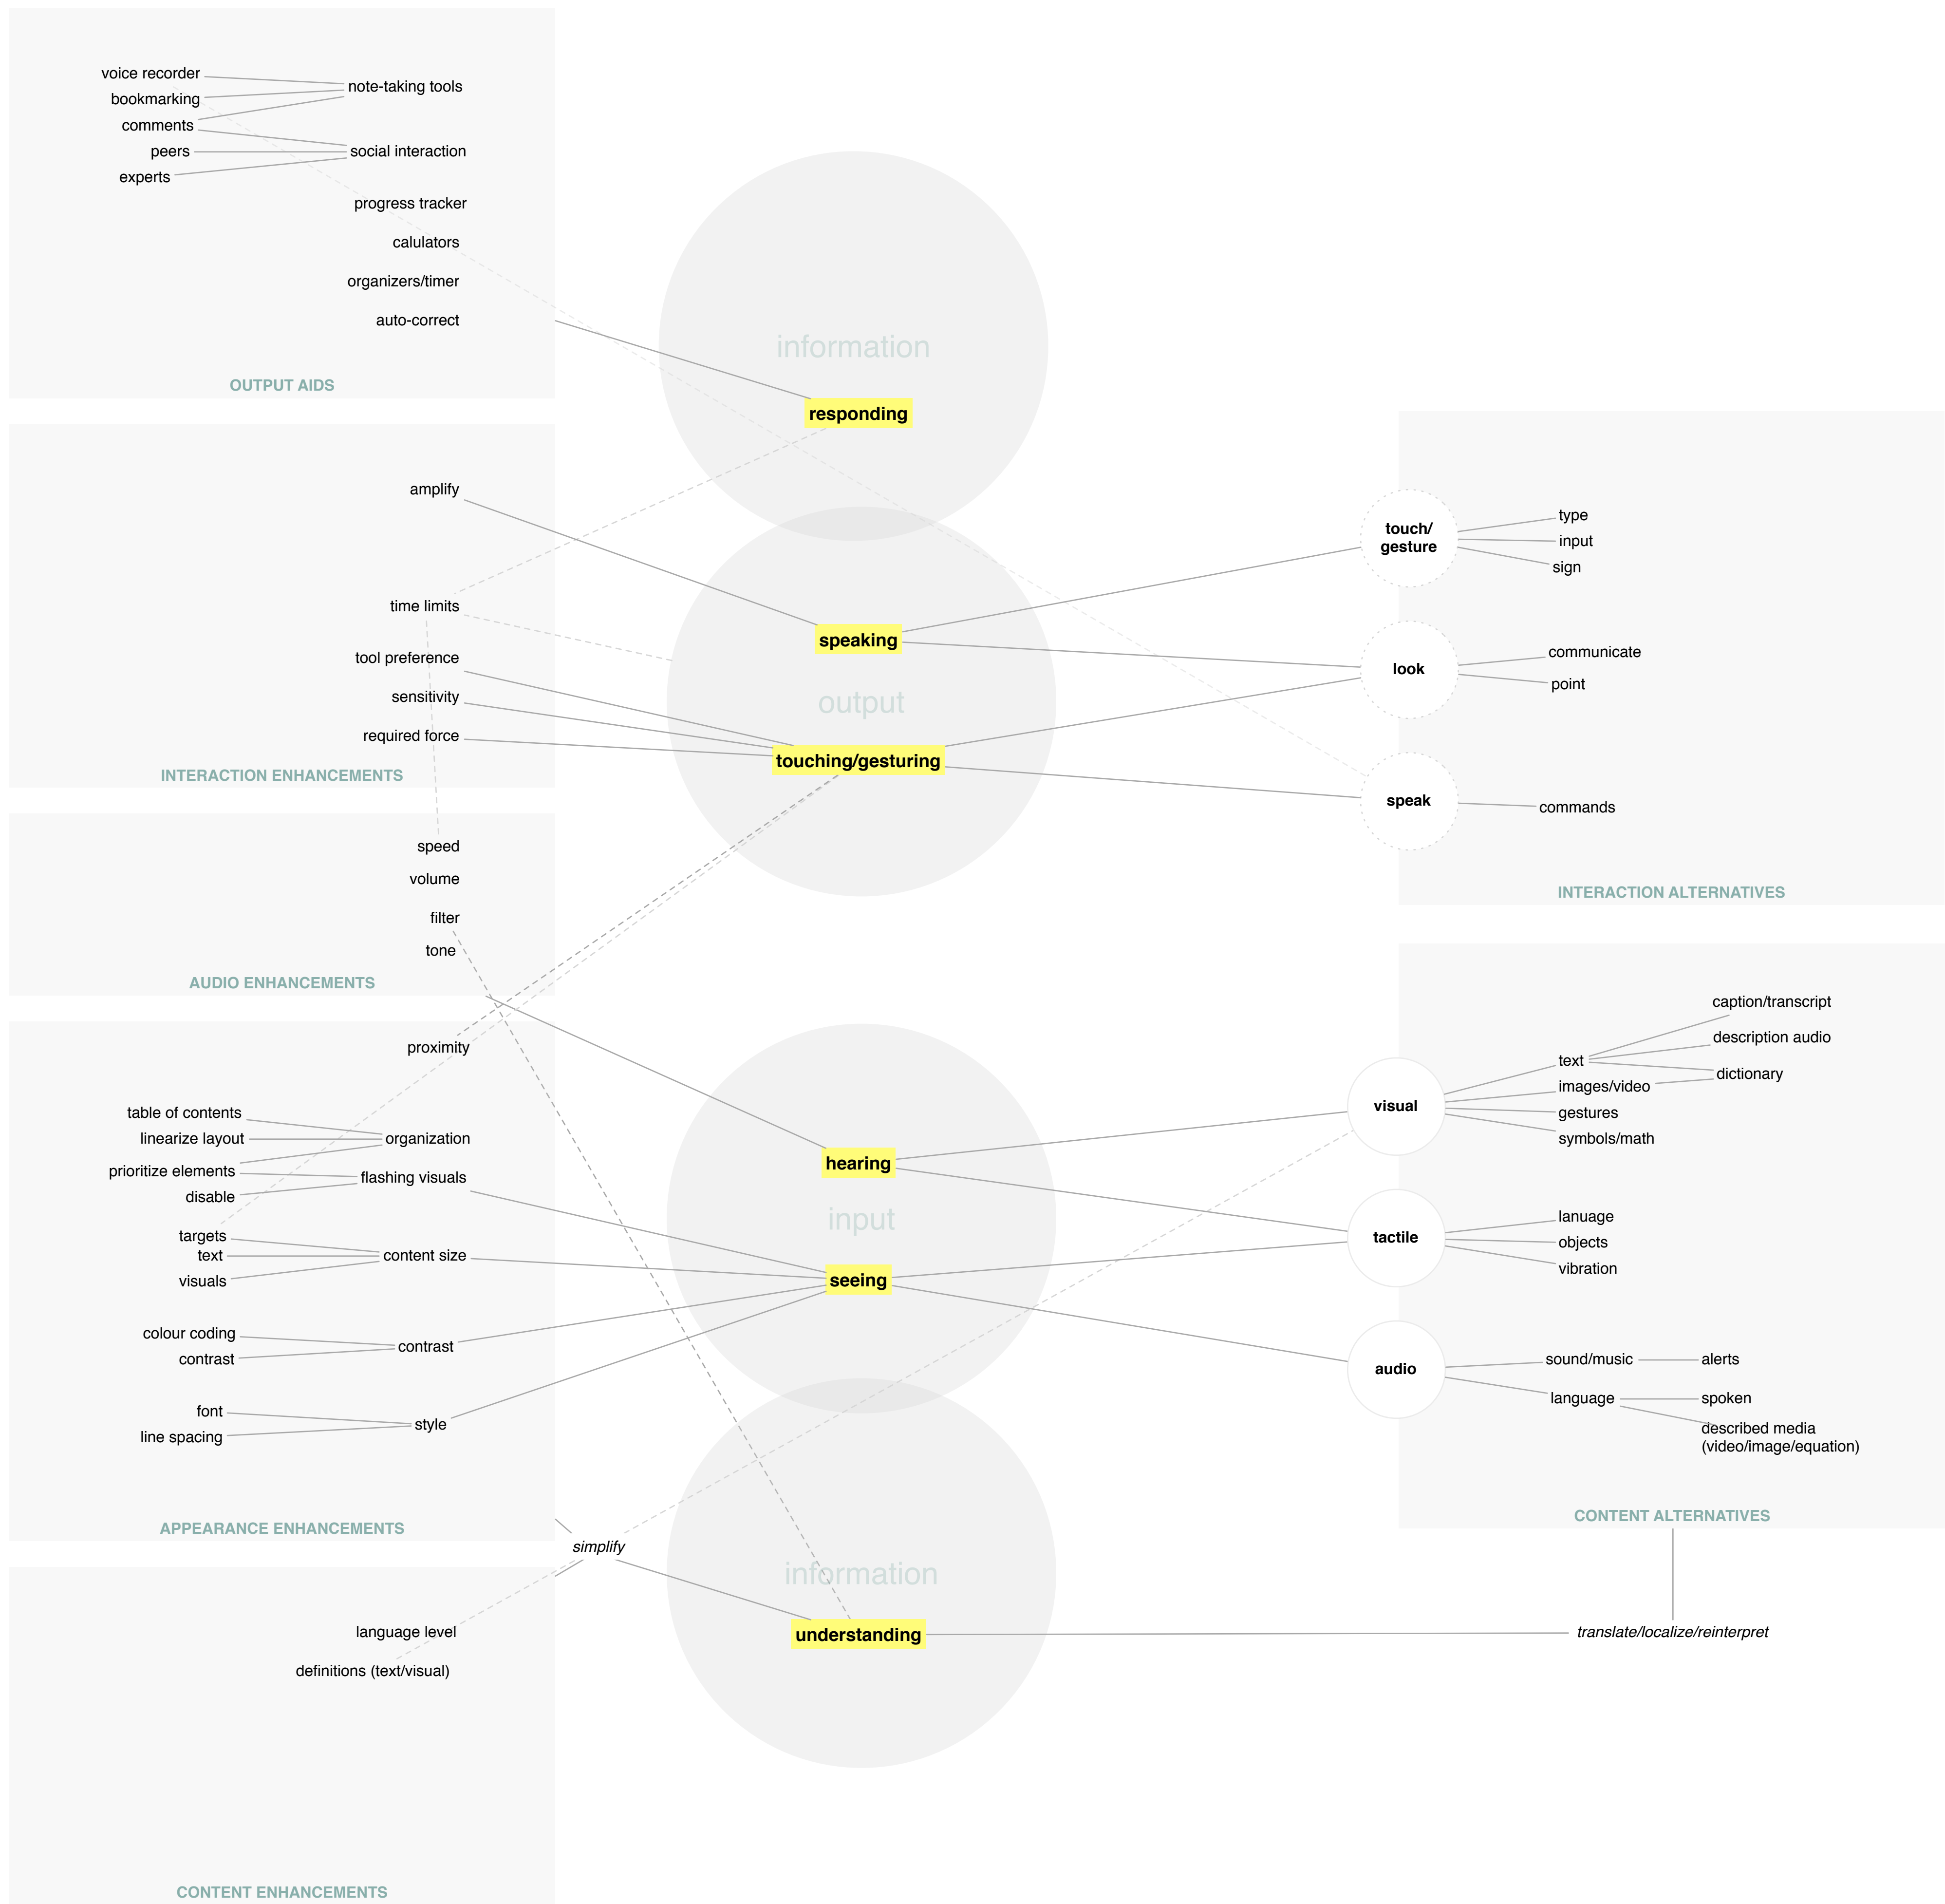 voice recorder
bookmarking
comments
peers
experts
note-taking tools
social interaction
progress tracker
calulators
organizers/timer
auto-correct
OUTPUT AIDS
amplify
time limits
tool preference
sensitivity
required force
INTERACTION ENHANCEMENTS
speed
volume
filter
tone
AUDIO ENHANCEMENTS
proximity
table of contents
linearize layout
prioritize elements
disable
organization
flashing visuals
targets
text
visuals
content size
colour coding
contrast
contrast
font
line spacing
style
APPEARANCE ENHANCEMENTS
simplify
language level
definitions (text/visual)
CONTENT ENHANCEMENTS
information
responding
speaking
output
touching/gesturing
hearing
input
seeing
information
understanding
touch/
gesture
type
input
sign
look
communicate
point
speak
commands
INTERACTION ALTERNATIVES
visual
text
images/video
gestures
symbols/math
caption/transcript
description audio
dictionary
tactile
lanuage
objects
vibration
audio
sound/music
alerts
language
spoken
described media
(video/image/equation)
CONTENT ALTERNATIVES
translate/localize/reinterpret